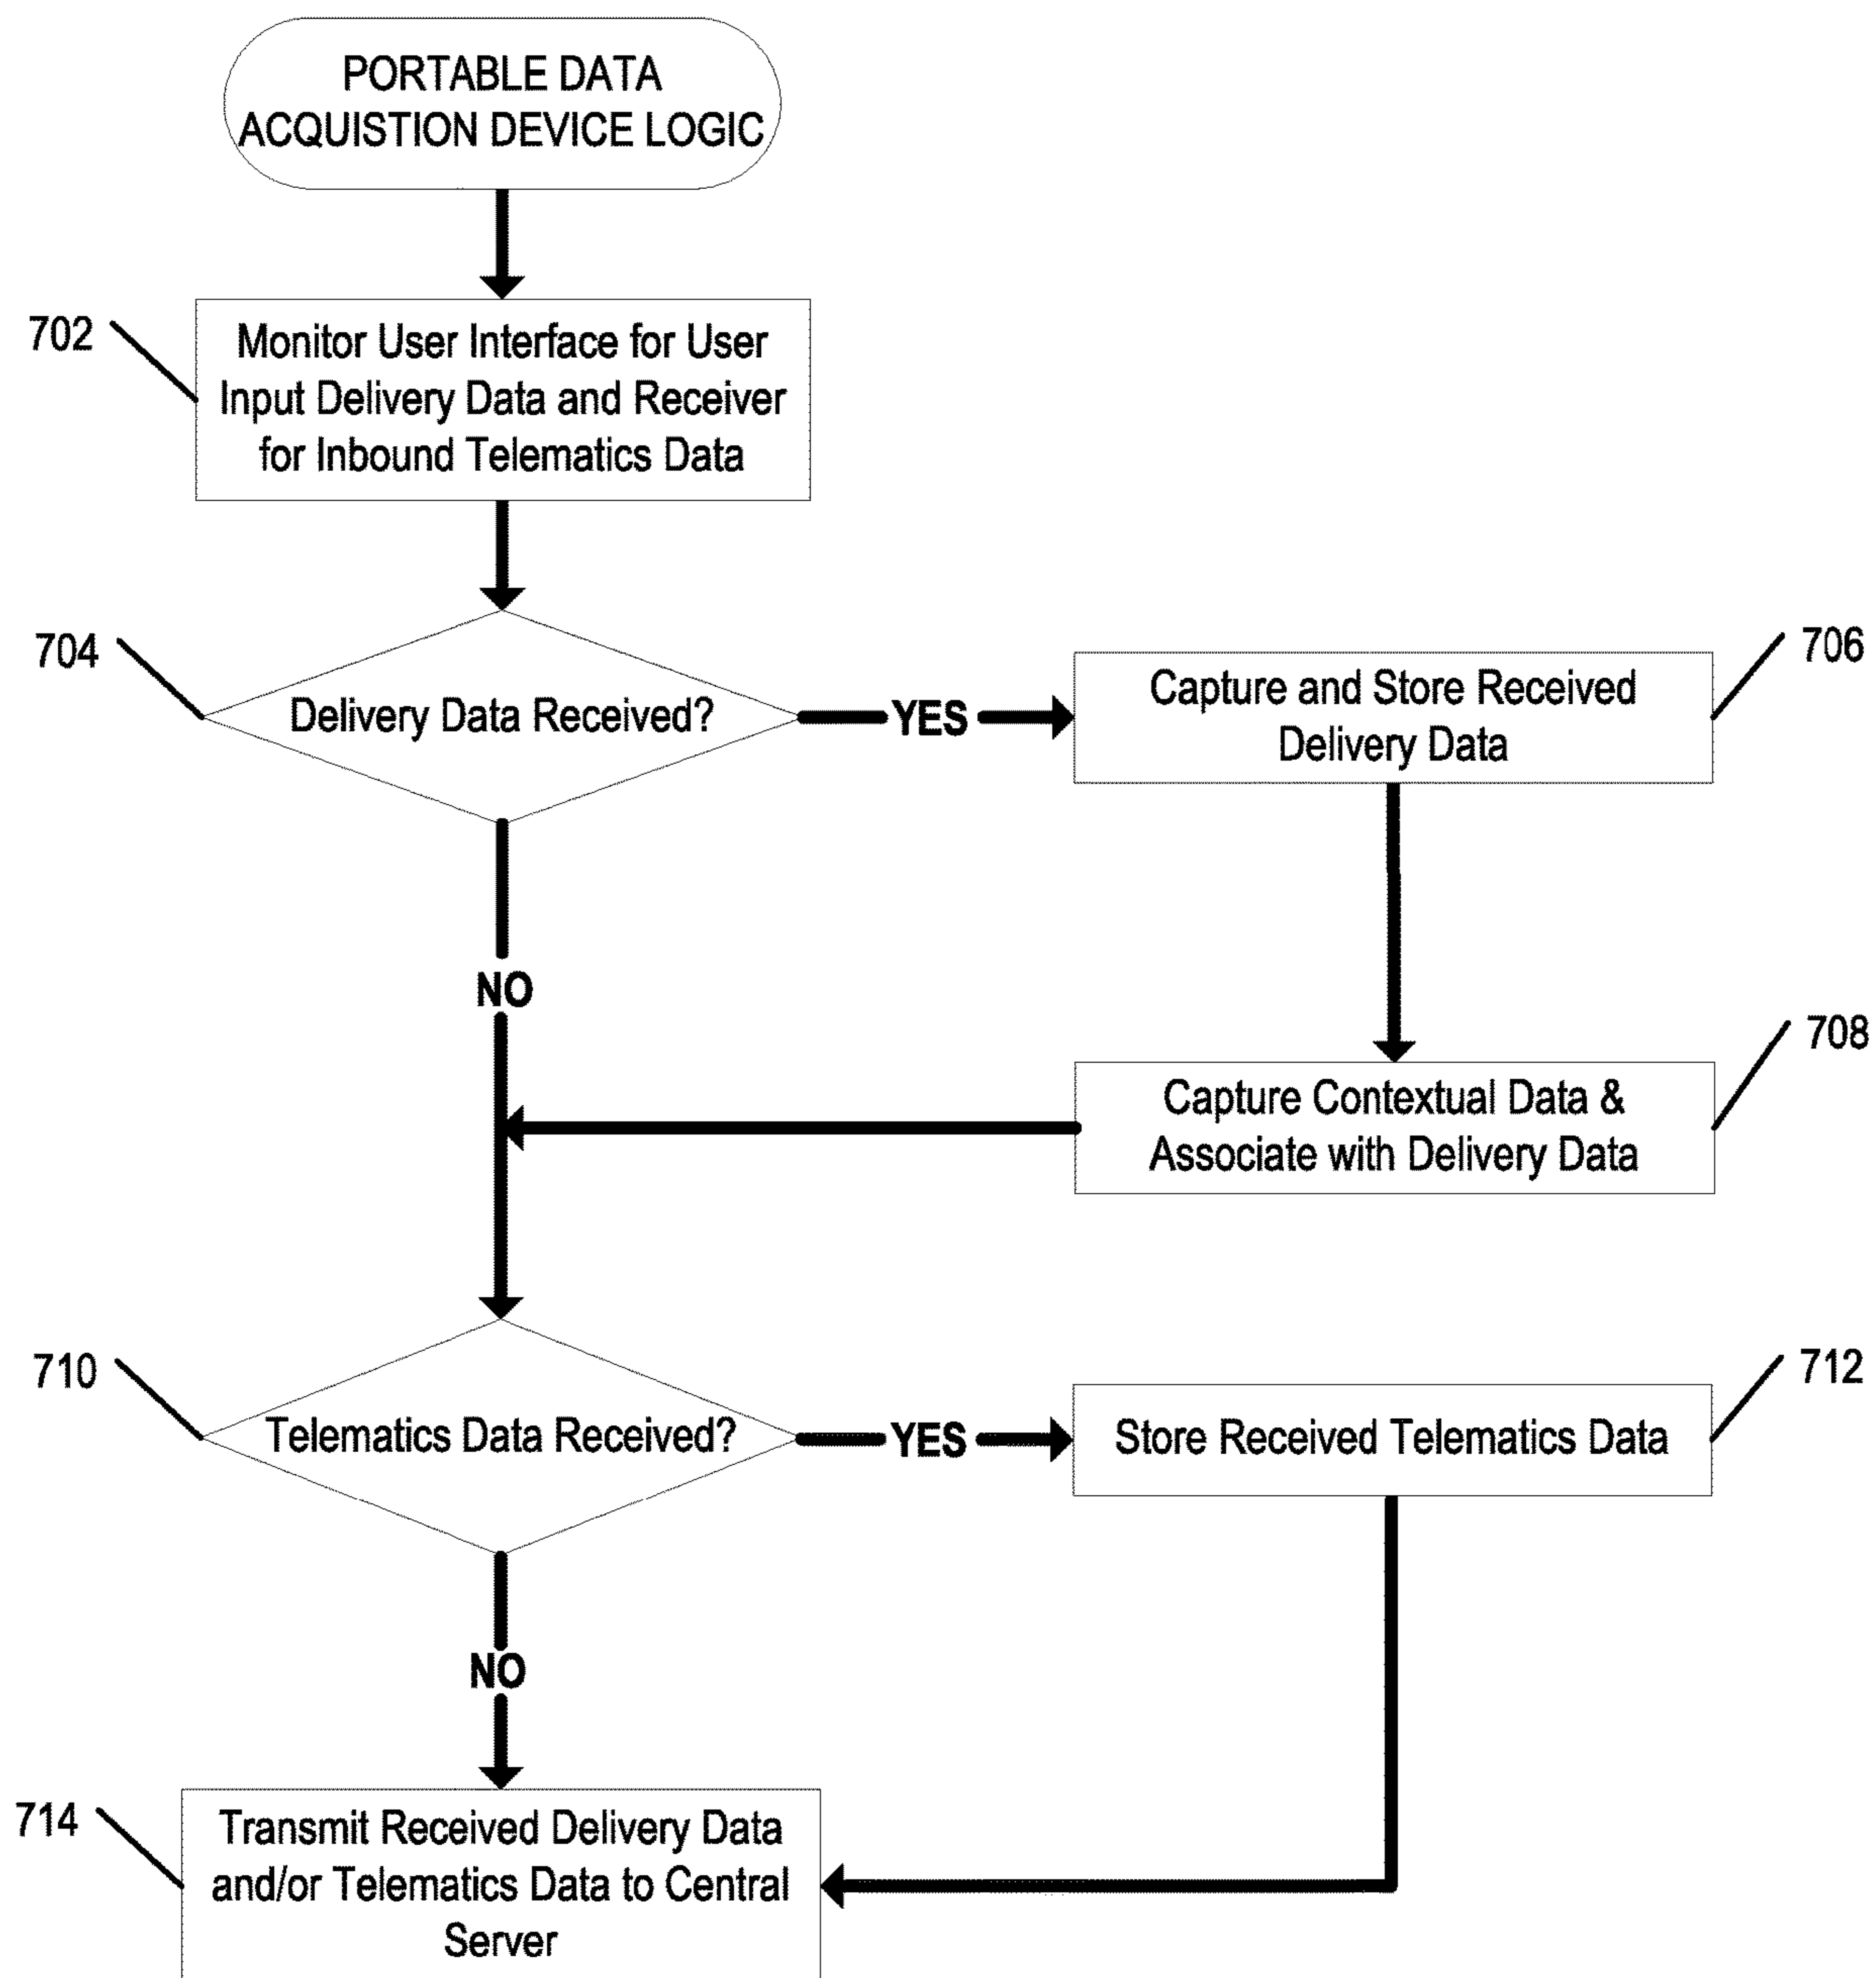 PORTABLE DATA
ACQUISTION DEVICE LOGIC
702
Monitor User Interface for User
Input Delivery Data and Receiver
for Inbound Telematics Data
704
Delivery Data Received?
YES
706
Capture and Store Received
Delivery Data
NO
708
Capture Contextual Data &
Associate with Delivery Data
710
Telematics Data Received?
YES
712
Store Received Telematics Data
NO
714
Transmit Received Delivery Data
and/or Telematics Data to Central
Server